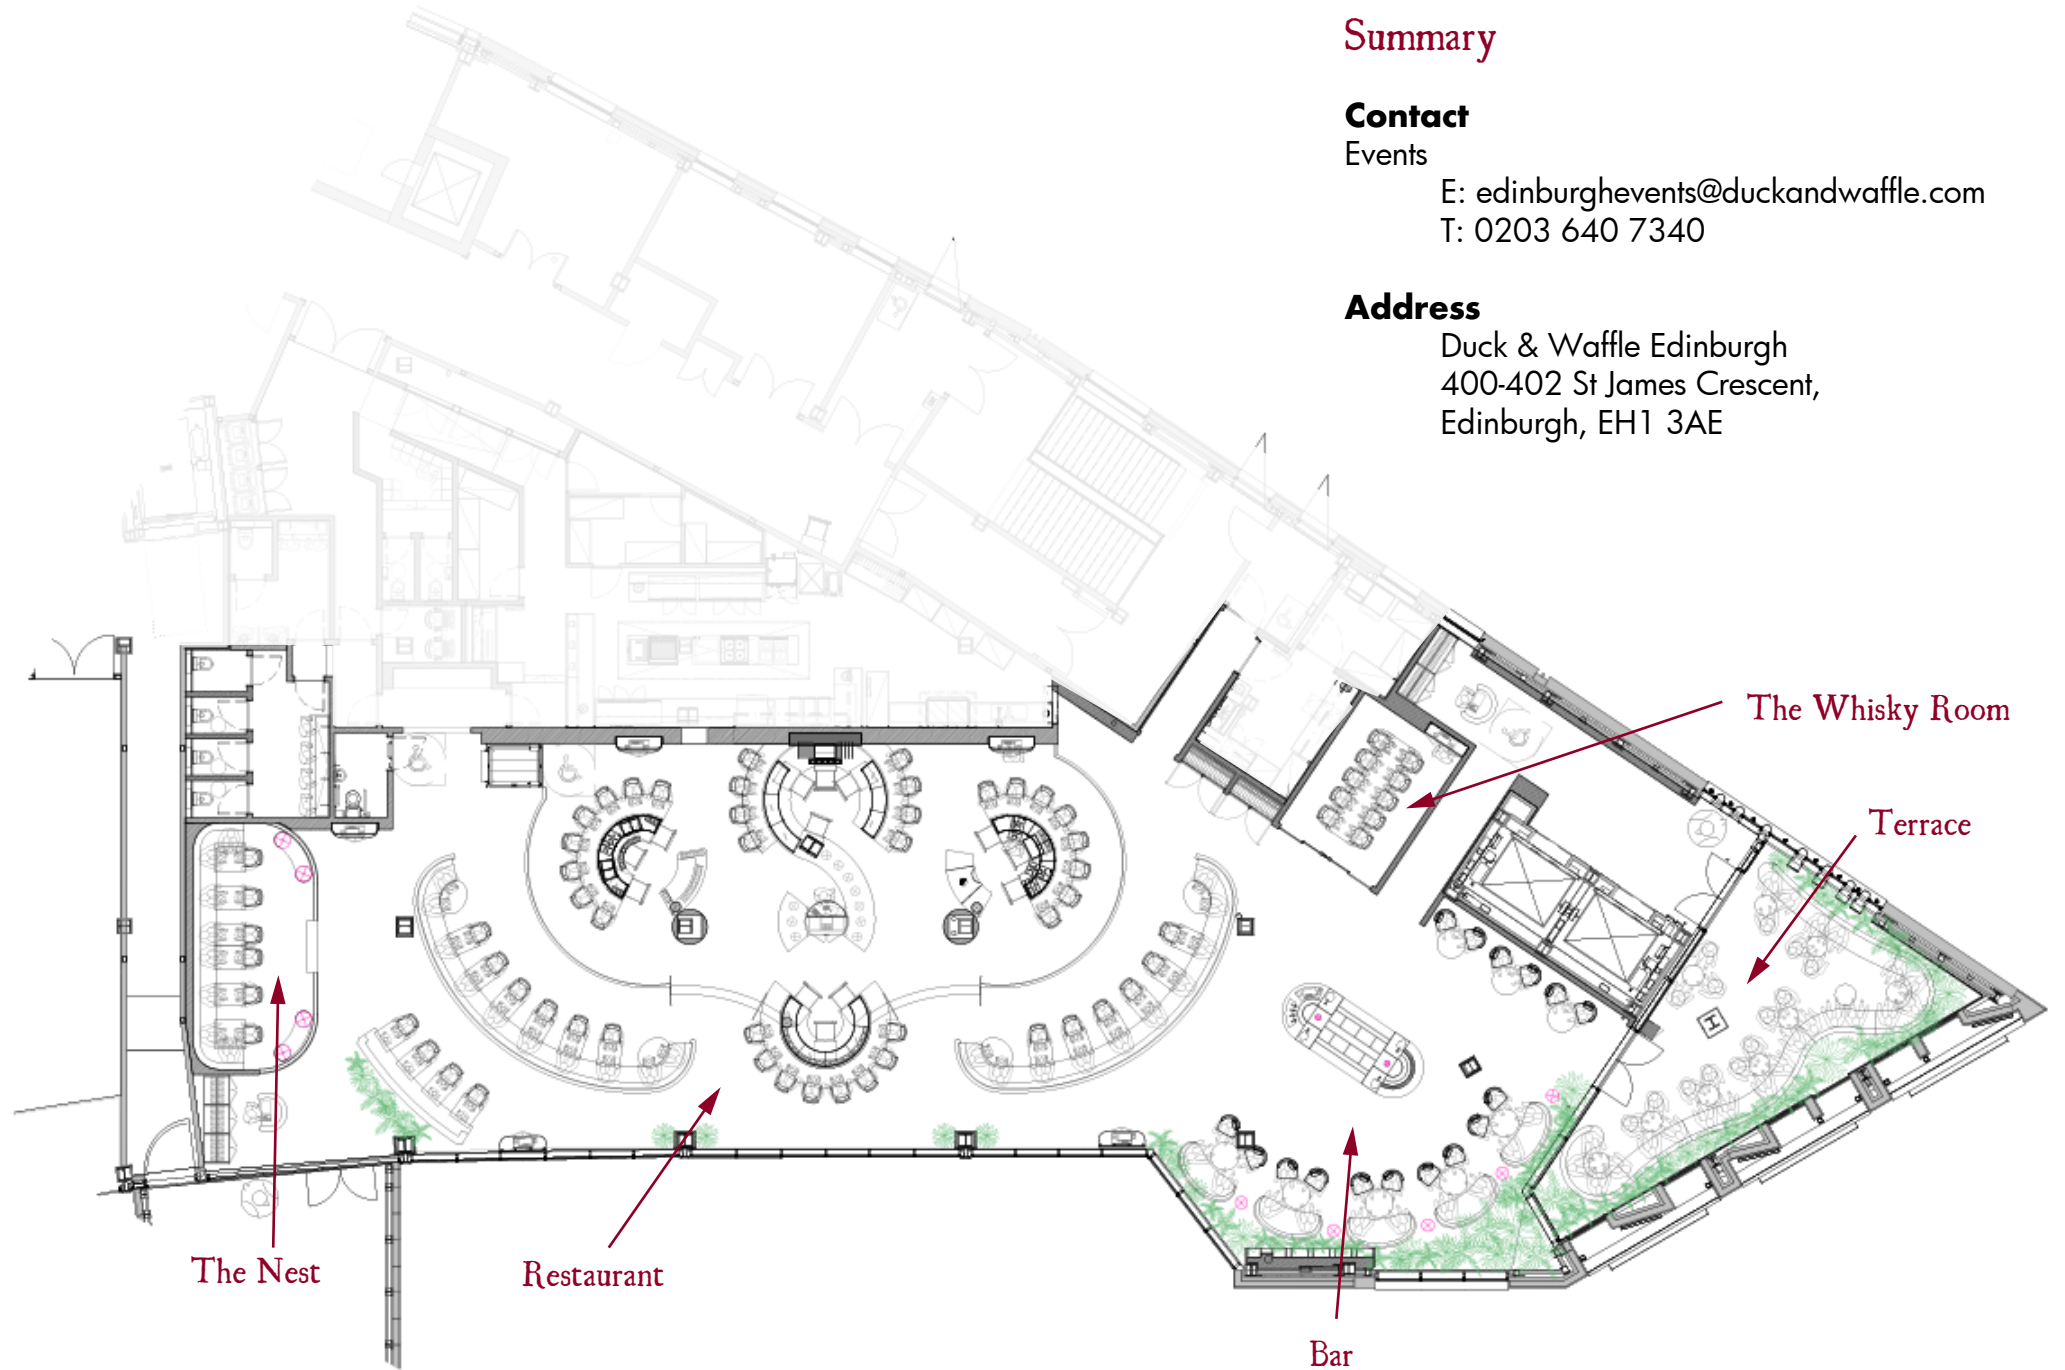 Summary
Contact
Events
E: edinburghevents@duckandwaffle.com
T: 0203 640 7340
Address
Duck & Waffle Edinburgh
400-402 St James Crescent,
Edinburgh, EH1 3AE
The Whisky Room
Terrace
H
The Nest
Restaurant
Bar